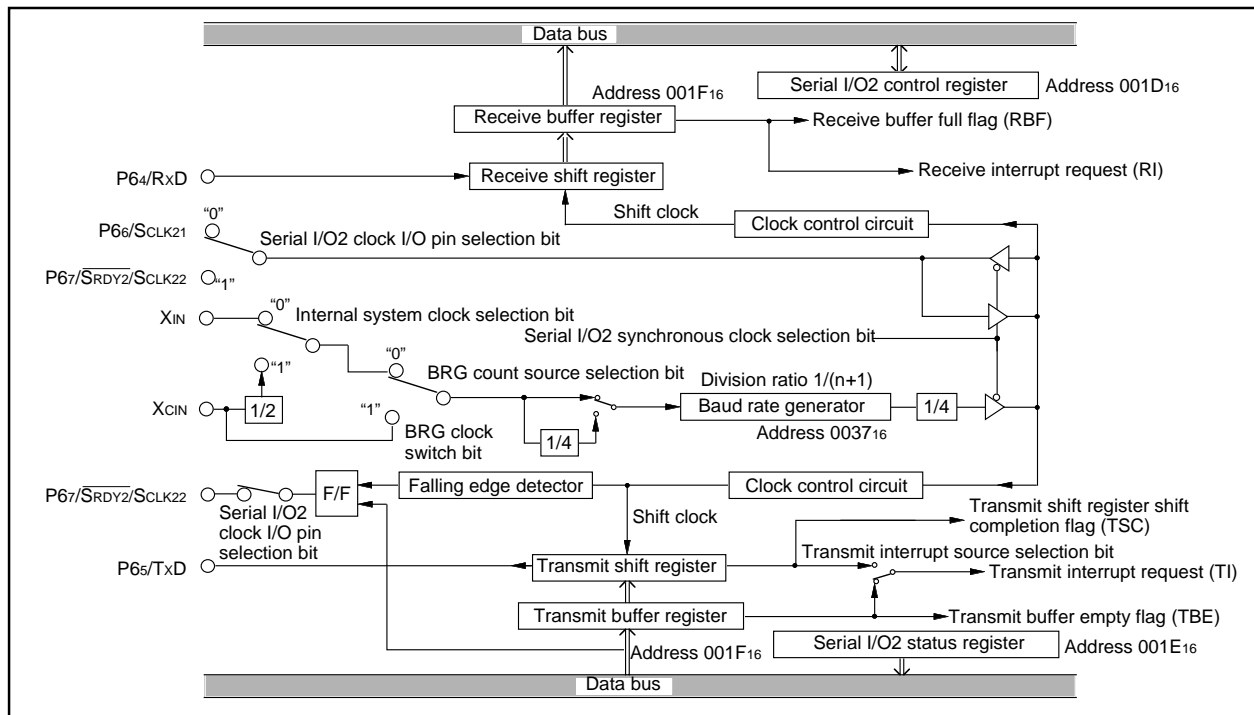 Data bus
Serial I/O2 control register
Address 001D16
Address 001F16
Receive buffer register
Receive buffer full flag (RBF)
Receive interrupt request (RI)
P64/RXD
Receive shift register
Shift clock
Clock control circuit
"0"
P66/SCLK21
Serial I/O2 clock I/O pin selection bit
P67/SRDY2/SCLK22
"1"
XIN
"0"
Internal system clock selection bit
Serial I/O2 synchronous clock selection bit
"1"
"0"
BRG count source selection bit
Division ratio 1/(n+1)
XCIN
1/2
"1"
Baud rate generator
1/4
BRG clock
switch bit
1/4
Address 003716
P67/SRDY2/SCLK22
F/F
Falling edge detector
Clock control circuit
Serial I/O2
clock I/O pin
selection bit
Shift clock
Transmit shift register shift
completion flag (TSC)
Transmit interrupt source selection bit
P65/TXD
Transmit shift register
Transmit interrupt request (TI)
Transmit buffer register
Transmit buffer empty flag (TBE)
Address 001F16
Serial I/O2 status register
Address 001E16
Data bus